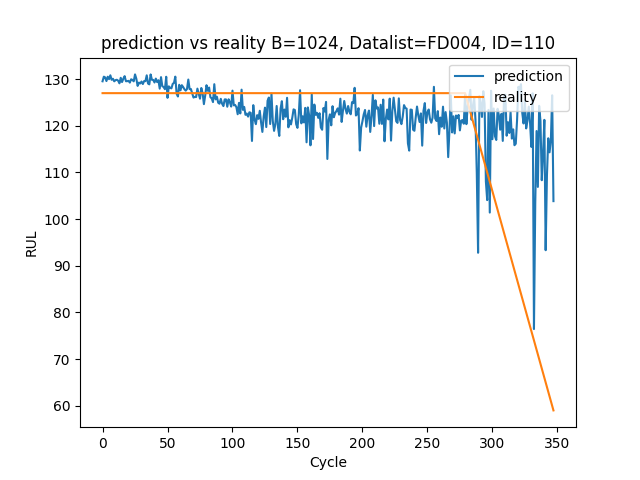 prediction vs reality B=1024, Datalist=FD004, ID=110
prediction
reality
130
120
110
100
90
80
70
60
RUL
0 50 100 150 200 250 300 350
Cycle